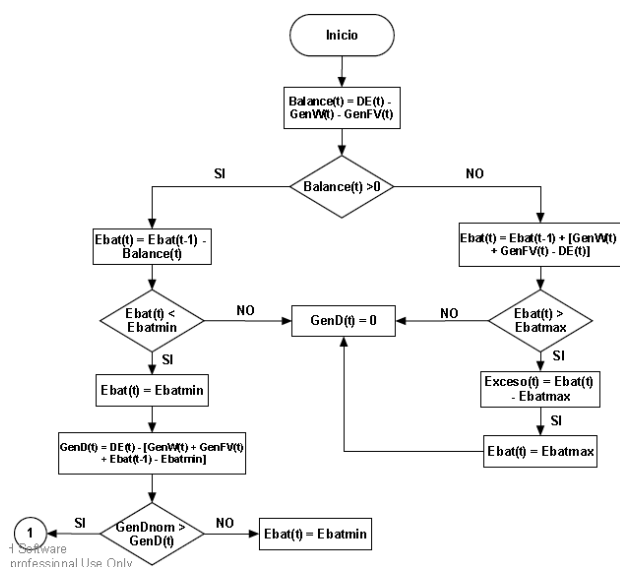 Inicio
Balance(t) = DE(t) -
GenW(t) - GenFV(t)
Balance(t) >0
SI
NO
Ebat(t) = Ebat(t-1) -
Balance(t)
Ebat(t) = Ebat(t-1) + [GenW(t)
+ GenFV(t) - DE(t)]
Ebat(t) <
Ebatmin
NO
GenD(t) = 0
NO
Ebat(t) >
Ebatmax
SI
SI
Ebat(t) = Ebatmin
Exceso(t) = Ebat(t)
- Ebatmax
SI
GenD(t) = DE(t) - [GenW(t) + GenFV(t)
+ Ebat(t-1) - Ebatmin]
Ebat(t) = Ebatmax
1
SI
GenDnom >
GenD(t)
NO
Ebat(t) = Ebatmin
Software
professional Use Only